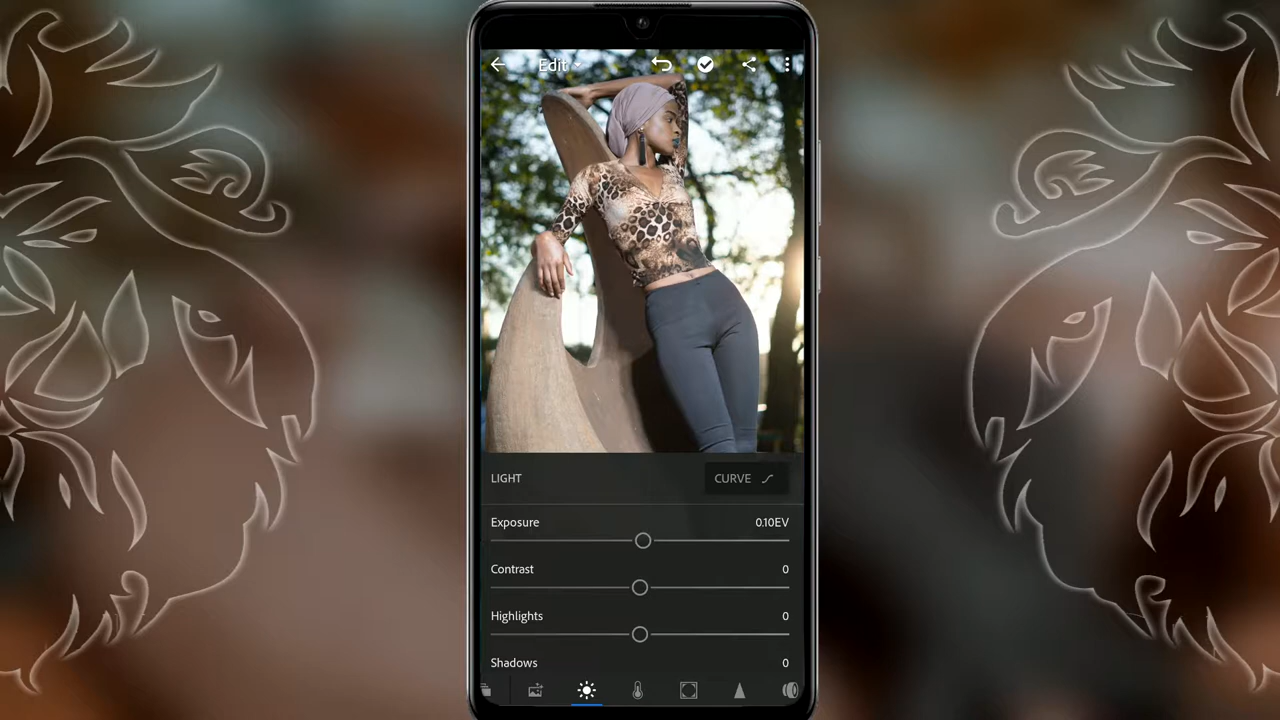 Edit
LIGHT
CURVE
Exposure 0.10EV
Contrast 0
Highlights 0
Shadows 0